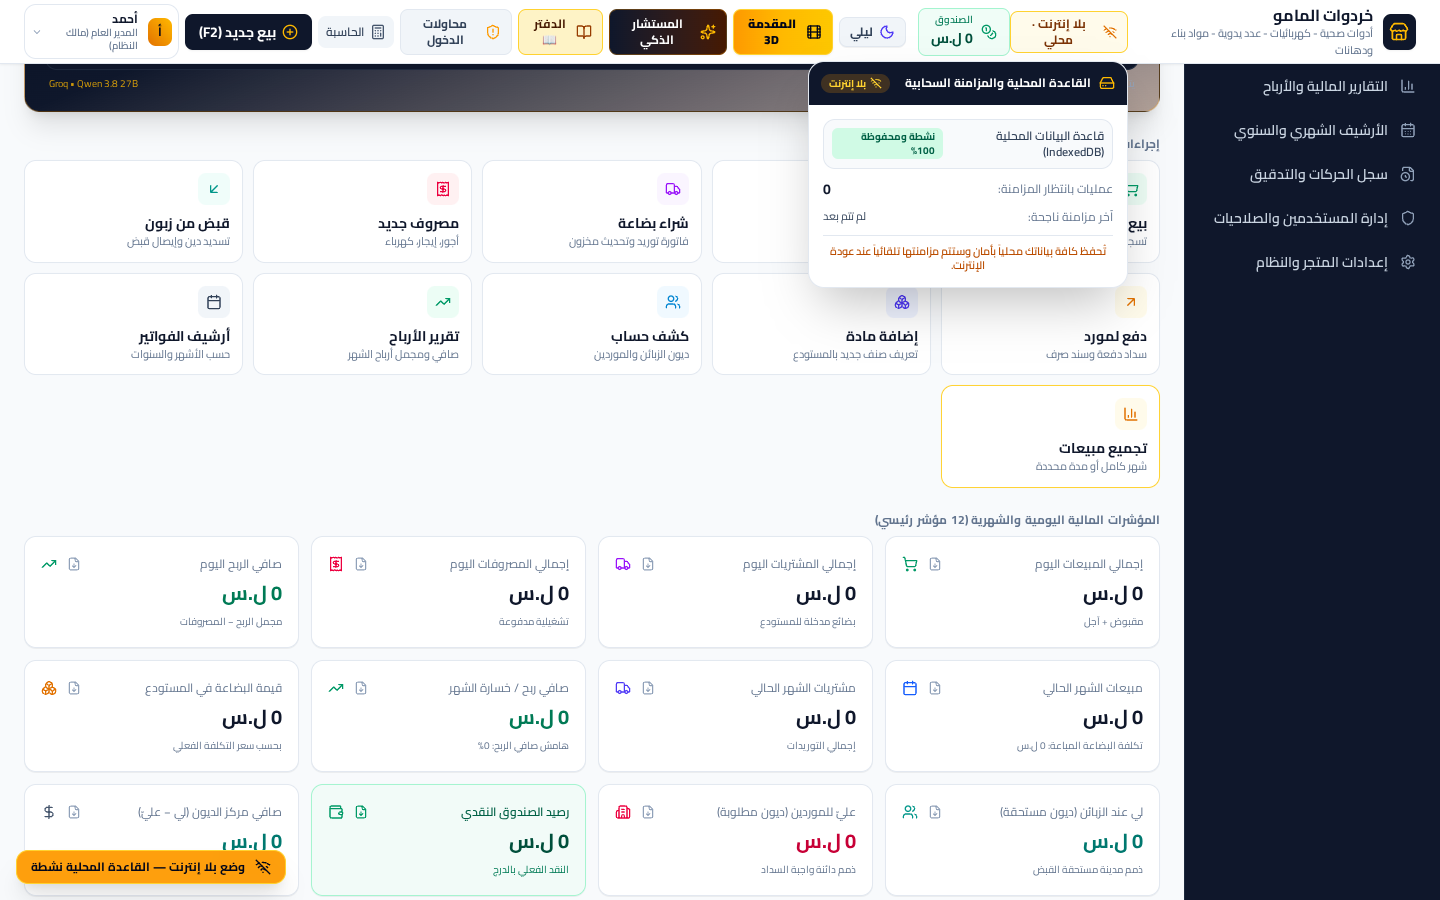 خردوات المامو
أدوات صحية - كهربائيات - عدد يدوية - مواد بناء
ودهانات
بلا إنترنت ·
محلي
الصندوق
0 ل.س
ليلي
المقدمة
3D
المستشار
الذكي
الدفتر
📖
محاولات
الدخول
الحاسبة
بيع جديد (F2)
أ
أحمد
المدير العام (مالك
النظام)
التقارير المالية والأرباح
الأرشيف الشهري والسنوي
سجل الحركات والتدقيق
إدارة المستخدمين والصلاحيات
إعدادات المتجر والنظام
Groq • Qwen 3.8 27B
القاعدة المحلية والمزامنة السحابية
بلا إنترنت
قاعدة البيانات المحلية
(IndexedDB)
نشطة ومحفوظة
100%
عمليات بانتظار المزامنة:
0
آخر مزامنة ناجحة:
لم تتم بعد
تُحفظ كافة بياناتك محلياً بأمان وستتم مزامنتها تلقائياً عند عودة
الإنترنت.
بيع
شراء بضاعة
فاتورة توريد وتحديث مخزون
مصروف جديد
أجور، إيجار، كهرباء
قبض من زبون
تسديد دين وإيصال قبض
دفع لمورد
سداد دفعة وسند صرف
إضافة مادة
تعريف صنف جديد بالمستودع
كشف حساب
ديون الزبائن والموردين
تقرير الأرباح
صافي ومجمل أرباح الشهر
أرشيف الفواتير
حسب الأشهر والسنوات
تجميع مبيعات
شهر كامل أو مدة محددة
المؤشرات المالية اليومية والشهرية (12 مؤشر رئيسي)
إجمالي المبيعات اليوم
0 ل.س
مقبوض + آجل
إجمالي المشتريات اليوم
0 ل.س
بضائع مدخلة للمستودع
إجمالي المصروفات اليوم
0 ل.س
تشغيلية مدفوعة
صافي الربح اليوم
0 ل.س
مجمل الربح − المصروفات
مبيعات الشهر الحالي
0 ل.س
تكلفة البضاعة المباعة: 0 ل.س
مشتريات الشهر الحالي
0 ل.س
إجمالي التوريدات
صافي ربح / خسارة الشهر
0 ل.س
هامش صافي الربح: 0%
قيمة البضاعة في المستودع
0 ل.س
بحسب سعر التكلفة الفعلي
لي عند الزبائن (ديون مستحقة)
0 ل.س
ذمم مدينة مستحقة القبض
عليّ للموردين (ديون مطلوبة)
0 ل.س
ذمم دائنة واجبة السداد
رصيد الصندوق النقدي
0 ل.س
النقد الفعلي بالدرج
صافي مركز الديون (لي − عليّ)
0 ل.س
وضع بلا إنترنت — القاعدة المحلية نشطة